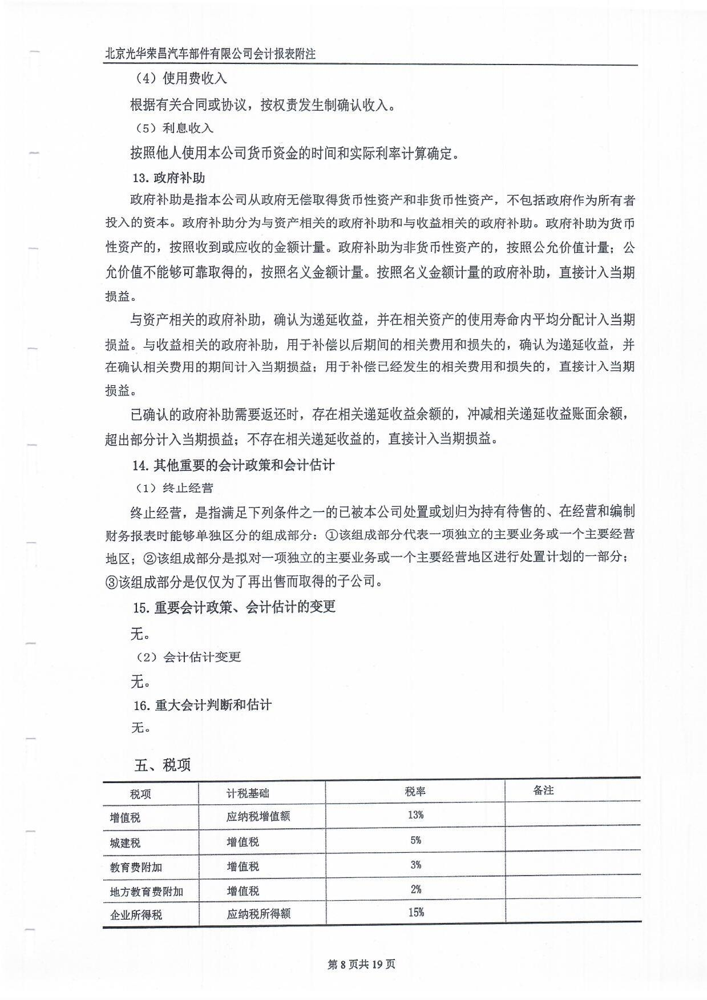 北京光华荣昌汽车部件有限公司会计报表附注
（4）使用费收入
根据有关合同或协议，按权责发生制确认收入。
（5）利息收入
按照他人使用本公司货币资金的时间和实际利率计算确定。
13. 政府补助
政府补助是指本公司从政府无偿取得货币性资产和非货币性资产，不包括政府作为所有者
投入的资本。政府补助分为与资产相关的政府补助和与收益相关的政府补助。政府补助为货币
性资产的，按照收到或应收的金额计量。政府补助为非货币性资产的，按照公允价值计量；公
允价值不能够可靠取得的，按照名义金额计量。按照名义金额计量的政府补助，直接计入当期
损益。
与资产相关的政府补助，确认为递延收益，并在相关资产的使用寿命内平均分配计入当期
损益。与收益相关的政府补助，用于补偿以后期间的相关费用和损失的，确认为递延收益，并
在确认相关费用的期间计入当期损益；用于补偿已经发生的相关费用和损失的，直接计入当期
损益。
已确认的政府补助需要返还时，存在相关递延收益余额的，冲减相关递延收益账面余额，
超出部分计入当期损益；不存在相关递延收益的，直接计入当期损益。
14. 其他重要的会计政策和会计估计
（1）终止经营
终止经营，是指满足下列条件之一的已被本公司处置或划归为持有待售的、在经营和编制
财务报表时能够单独区分的组成部分：①该组成部分代表一项独立的主要业务或一个主要经营
地区；②该组成部分是拟对一项独立的主要业务或一个主要经营地区进行处置计划的一部分；
③该组成部分是仅仅为了再出售而取得的子公司。
15. 重要会计政策、会计估计的变更
无。
（2）会计估计变更
无。
16. 重大会计判断和估计
无。
五、税项
税项 计税基础 税率 备注
增值税 应纳税增值额 13%
城建税 增值税 5%
教育费附加 增值税 3%
地方教育费附加 增值税 2%
企业所得税 应纳税所得额 15%
第 8 页共 19 页